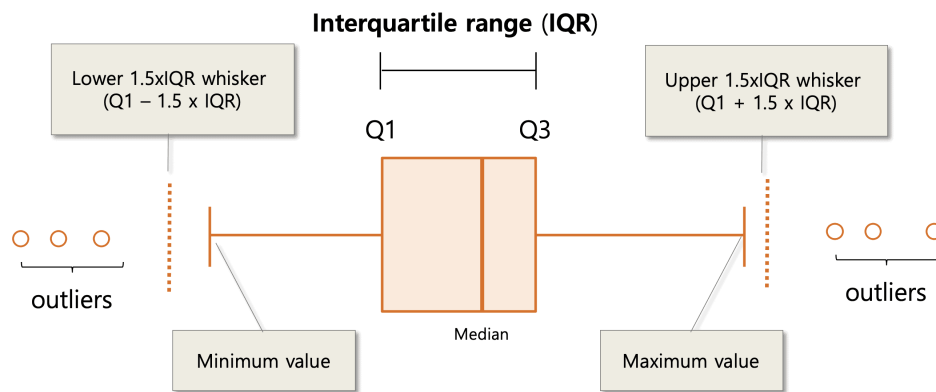 Interquartile range (IQR)
Lower 1.5xIQR whisker
(Q1 – 1.5 x IQR)
Upper 1.5xIQR whisker
(Q1 + 1.5 x IQR)
Q1
Q3
outliers
outliers
Median
Minimum value
Maximum value